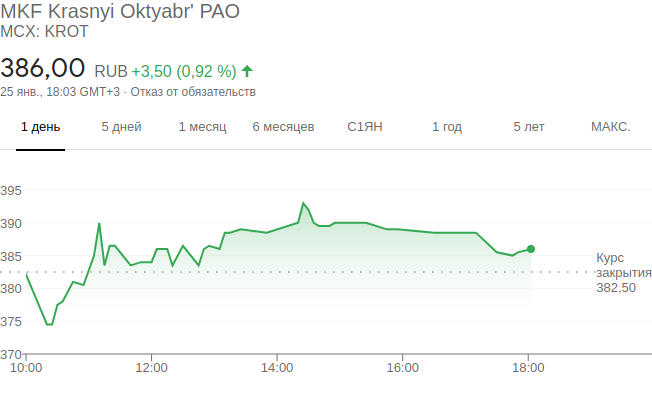 MKF Krasnyi Oktyabr' PAO
MCX: KROT
386,00 RUB +3,50 (0,92 %)
25 янв., 18:03 GMT+3 · Отказ от обязательств
1 день 5 дней 1 месяц 6 месяцев С1ЯН 1 год 5 лет МАКС.
395
390
385
380
375
370
Курс
закрытия
382,50
10:00 12:00 14:00 16:00 18:00